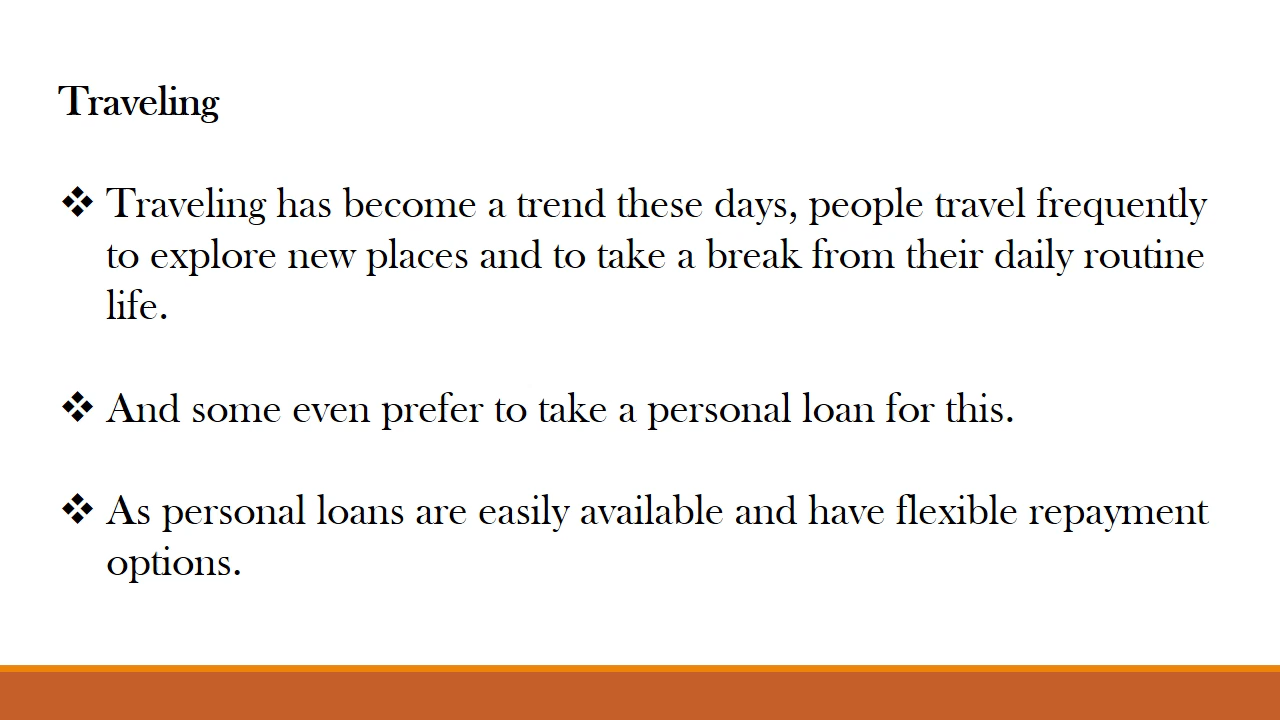 Traveling
❖ Traveling has become a trend these days, people travel frequently
to explore new places and to take a break from their daily routine
life.
❖ And some even prefer to take a personal loan for this.
❖ As personal loans are easily available and have flexible repayment
options.